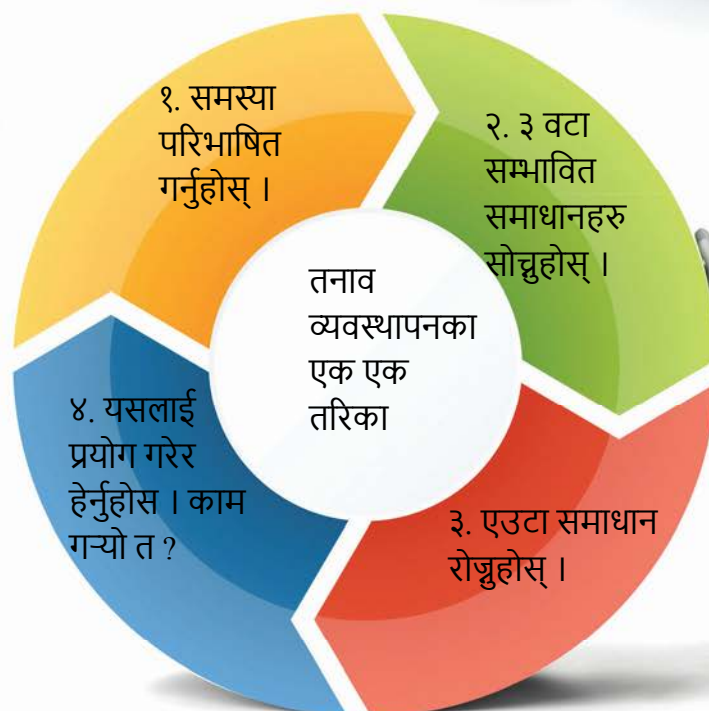 १. समस्या
परिभाषित
गर्नुहोस् ।
२. ३ वटा
सम्भावित
समाधानहरु
सोच्नुहोस् ।
तनाव
व्यवस्थापनका
एक एक
तरिका
३. एउटा समाधान
रोज्नुहोस् ।
४. यसलाई
प्रयोग गरेर
हेर्नुहोस । काम
गर्‍यो त ?